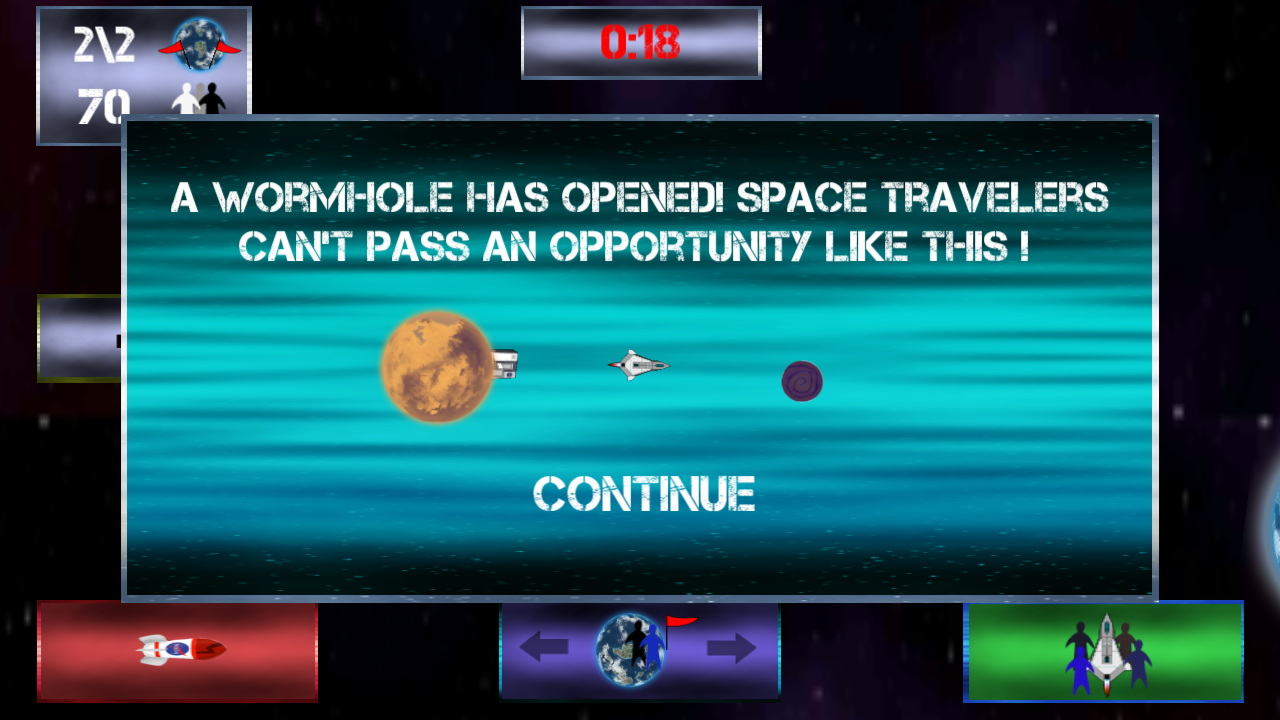 2\2
0:18
70
A WORMHOLE HAS OPENED! SPACE TRAVELERS
CAN'T PASS AN OPPORTUNITY LIKE THIS !
CONTINUE